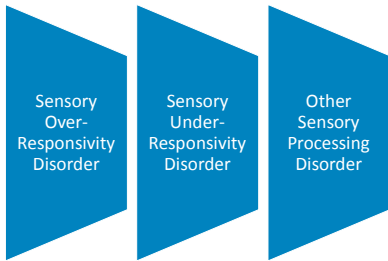 Sensory
Over-
Responsivity
Disorder
Sensory
Under-
Responsivity
Disorder
Other
Sensory
Processing
Disorder